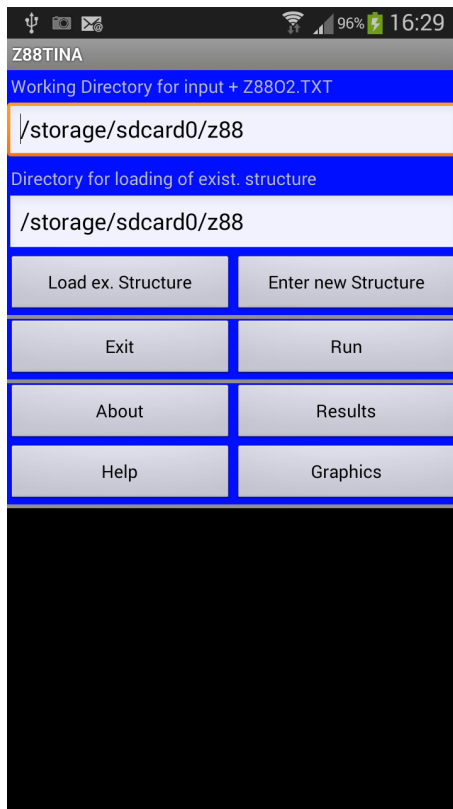 96% 16:29
Z88TINA
Working Directory for input + Z88O2.TXT
/storage/sdcard0/z88
Directory for loading of exist. structure
/storage/sdcard0/z88
Load ex. Structure Enter new Structure
Exit Run
About Results
Help Graphics